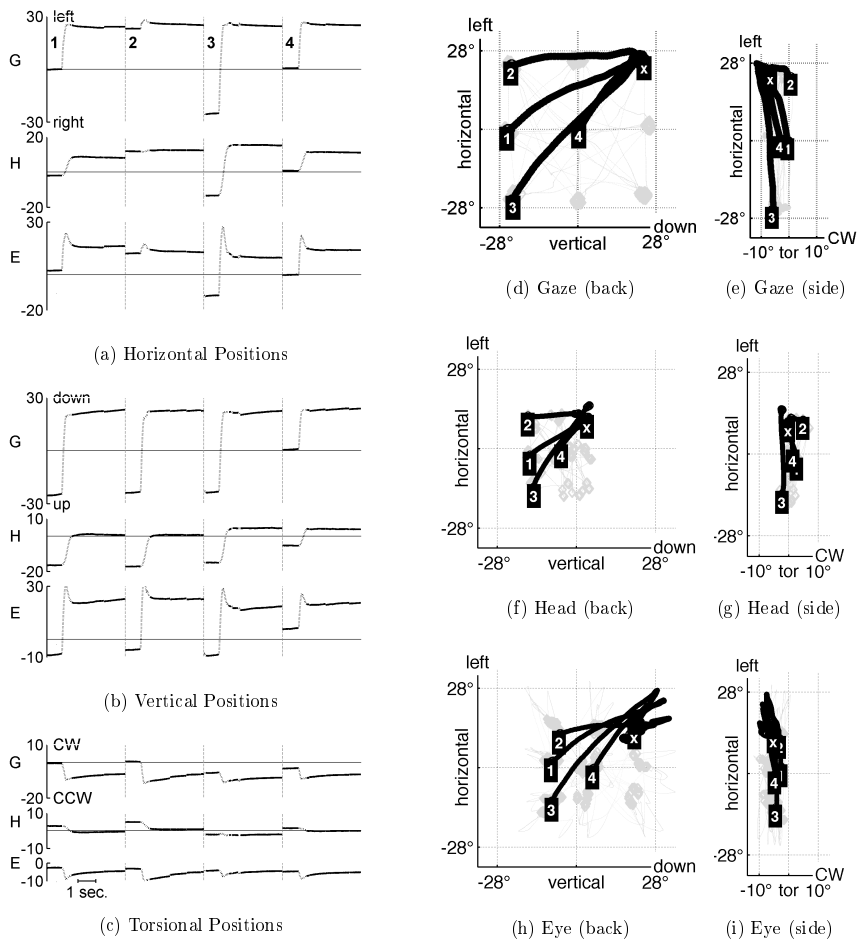 30 left
1 2 3 4
G
-30 right
20
H
-20
30
E
-20
(a) Horizontal Positions
30 down
G
-30 up
10
H
-20
30
E
-10
(b) Vertical Positions
10 CW
G
-20 CCW
10
H
-10
0
E
-10
1 sec.
(c) Torsional Positions
left
28°
horizontal
2 x
1 4
3
-28°
down
-28° vertical 28°
(d) Gaze (back)
left
28°
horizontal
x 2
4 1
3
-28°
CW
-10° tor 10°
(e) Gaze (side)
left
28°
horizontal
2 x
1 4
3
-28°
down
-28° vertical 28°
(f) Head (back)
left
28°
horizontal
x 2
4
3
-28°
CW
-10° tor 10°
(g) Head (side)
left
28°
horizontal
2 x
1 4
3
-28°
down
-28° vertical 28°
(h) Eye (back)
left
28°
horizontal
x
4
3
-28°
CW
-10° tor 10°
(i) Eye (side)